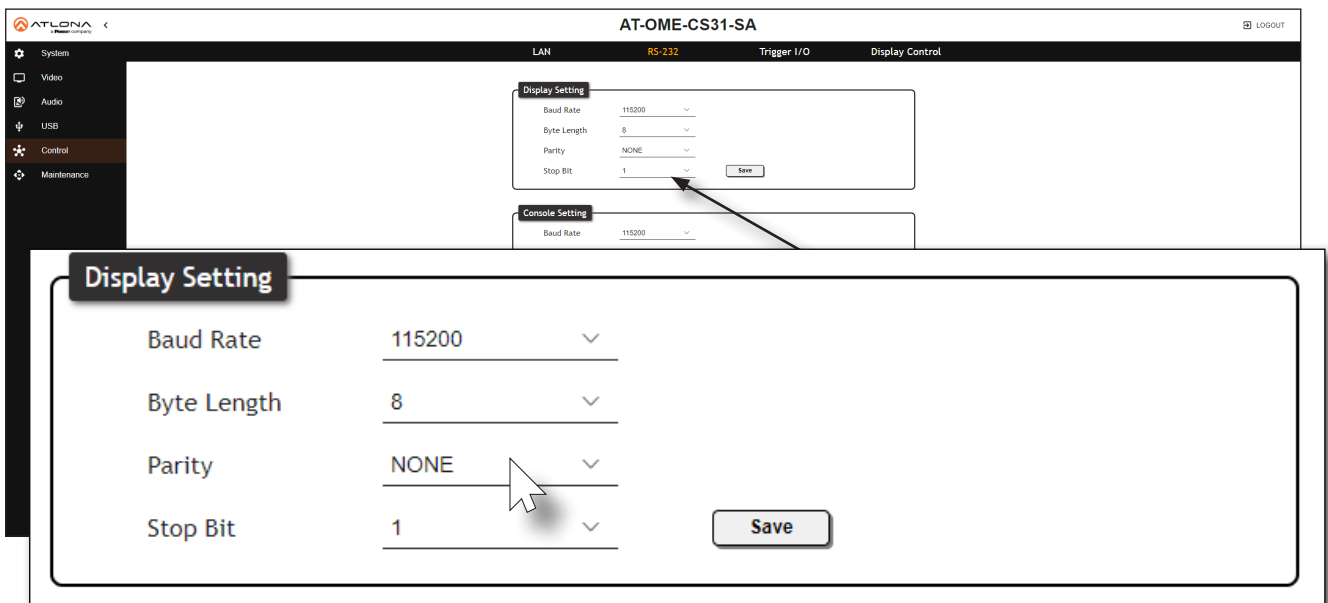 ATLONA
a Panduit company
AT-OME-CS31-SA
LOGOUT
System
Video
Audio
USB
Control
Maintenance
LAN RS-232 Trigger I/O Display Control
Display Setting
Baud Rate 115200
Byte Length 8
Parity NONE
Stop Bit 1 Save
Console Setting
Baud Rate 115200
Display Setting
Baud Rate 115200
Byte Length 8
Parity NONE
Stop Bit 1 Save